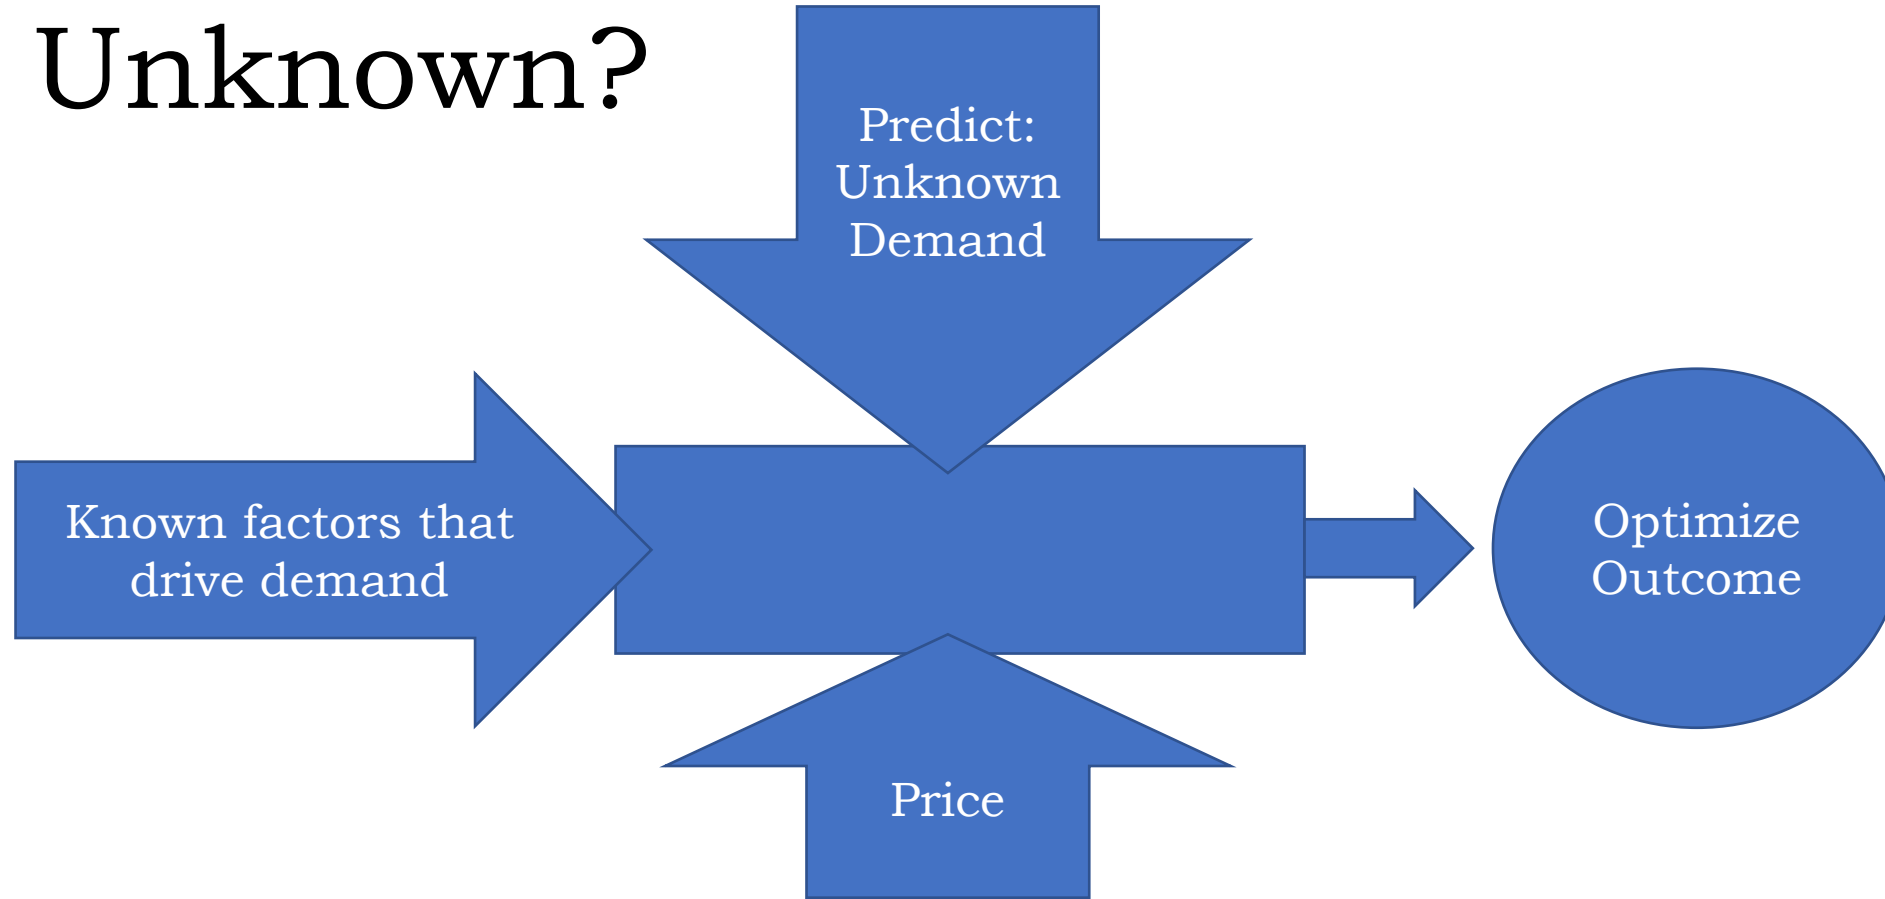 Unknown?
Predict:
Unknown
Demand
Known factors that
drive demand
Optimize
Outcome
Price